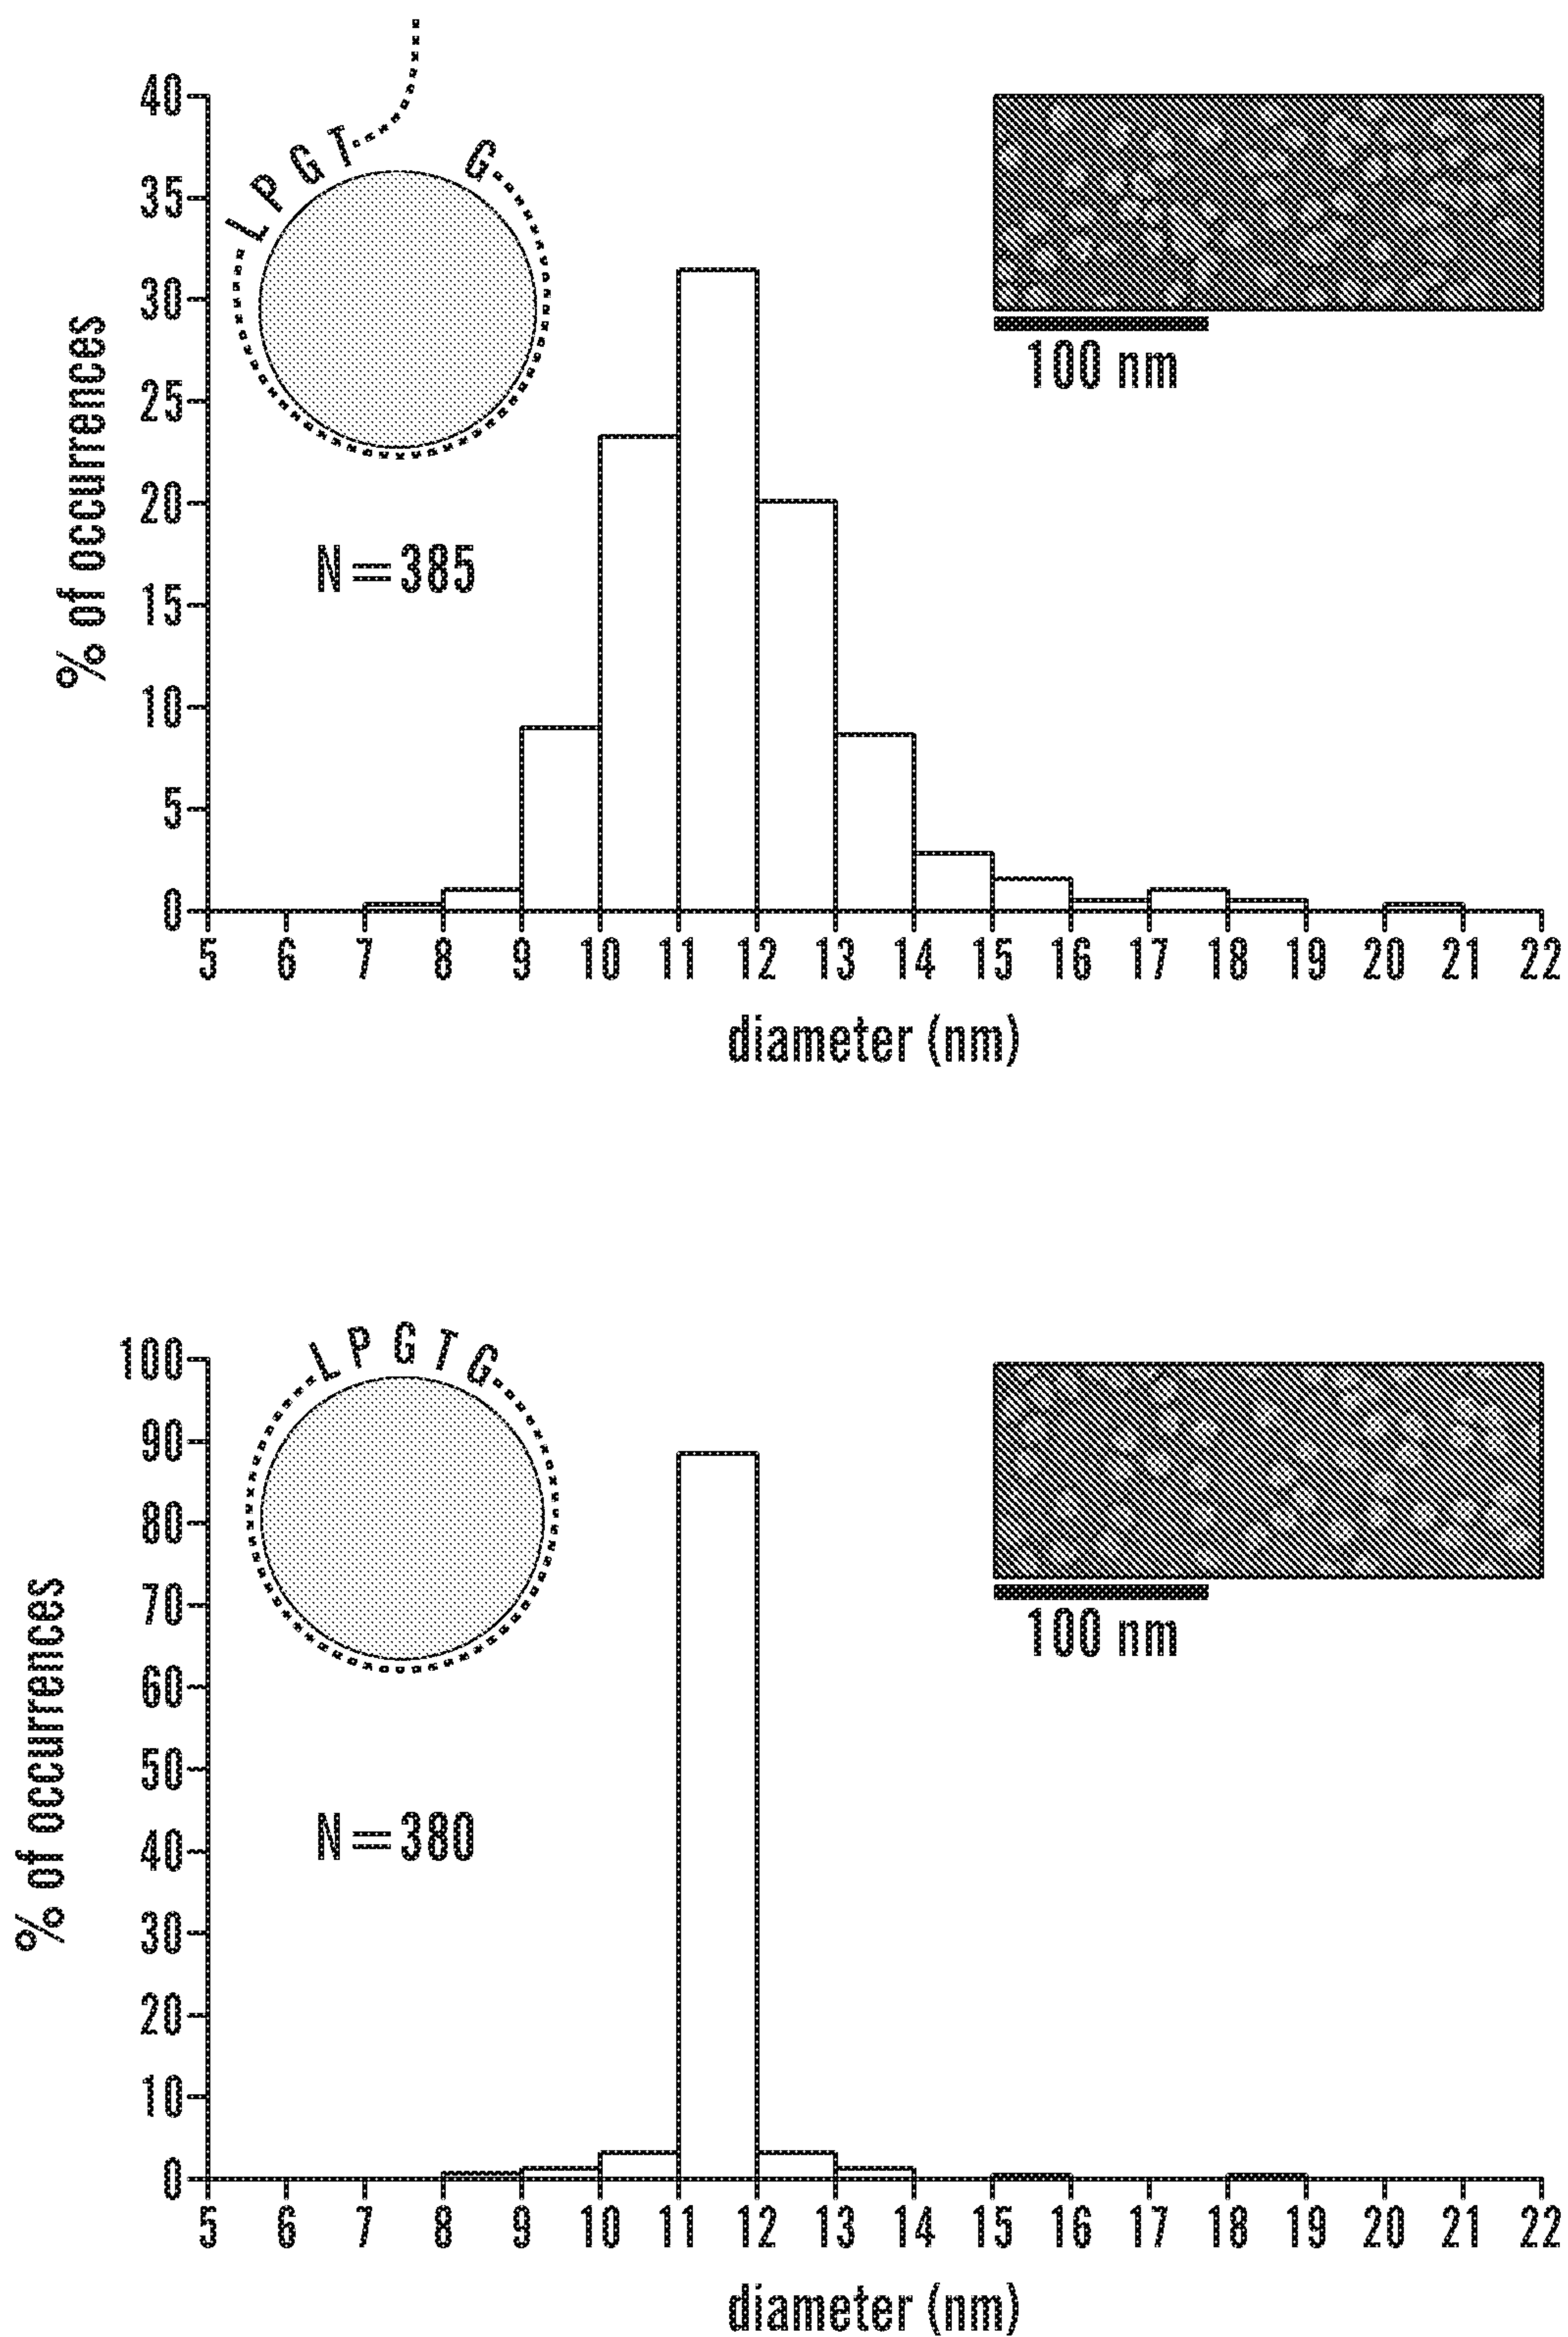 40
35
30
25
20
15
10
5
0
% of occurrences
L P G T G
N=385
100 nm
5 6 7 8 9 10 11 12 13 14 15 16 17 18 19 20 21 22
diameter (nm)
100
90
80
70
60
50
40
30
20
10
0
% of occurrences
L P G T G
N=380
100 nm
5 6 7 8 9 10 11 12 13 14 15 16 17 18 19 20 21 22
diameter (nm)